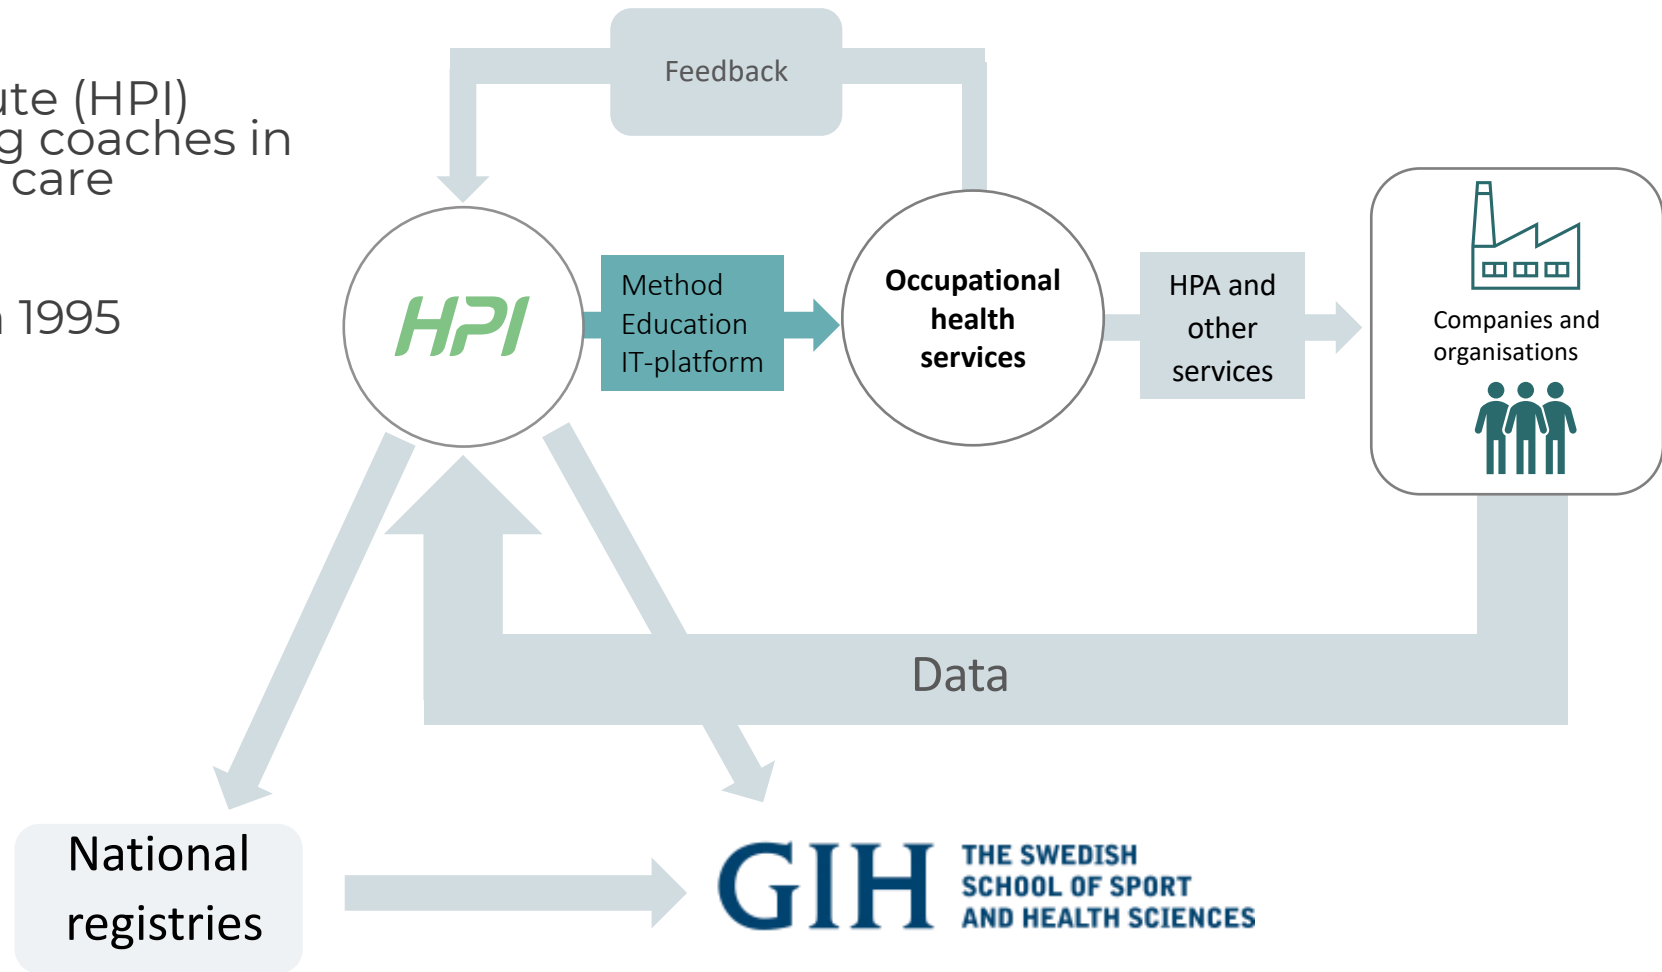 ute (HPI)
g coaches in
care
1995
Feedback
HPI
Method
Education
IT-platform
Occupational
health
services
HPA and
other
services
Companies and
organisations
Data
National
registries
GIH
THE SWEDISH
SCHOOL OF SPORT
AND HEALTH SCIENCES